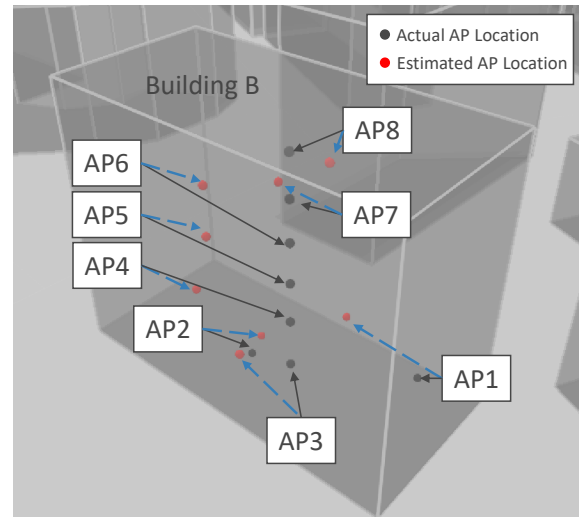 Actual AP Location
Estimated AP Location
Building B
AP8
AP6
AP7
AP5
AP4
AP2
AP1
AP3